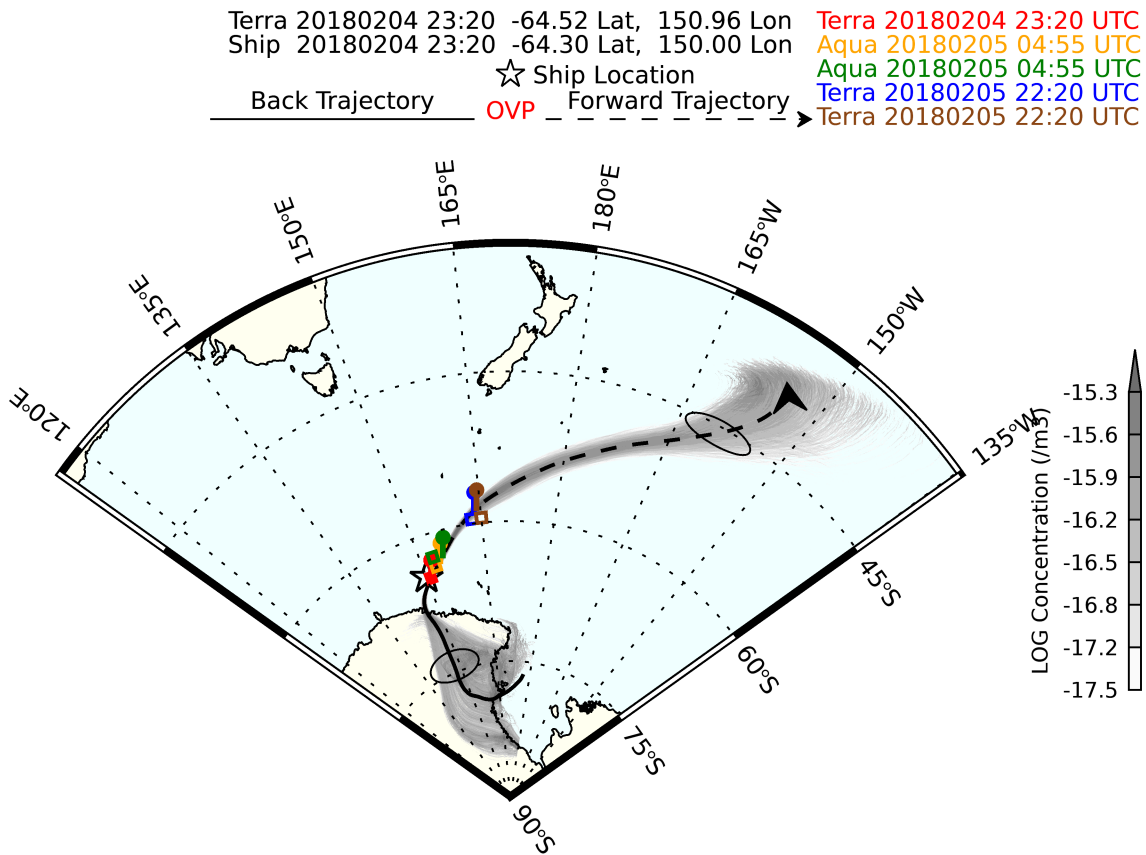 Terra 20180204 23:20  -64.52 Lat,  150.96 Lon
Ship  20180204 23:20  -64.30 Lat,  150.00 Lon
Ship Location
Back Trajectory OVP Forward Trajectory
Terra 20180204 23:20 UTC
Aqua 20180205 04:55 UTC
Aqua 20180205 04:55 UTC
Terra 20180205 22:20 UTC
Terra 20180205 22:20 UTC
120°E
135°E
150°E
165°E
180°E
165°W
150°W
135°W
45°S
60°S
75°S
90°S
LOG Concentration (/m3)
-15.3
-15.6
-15.9
-16.2
-16.5
-16.8
-17.2
-17.5